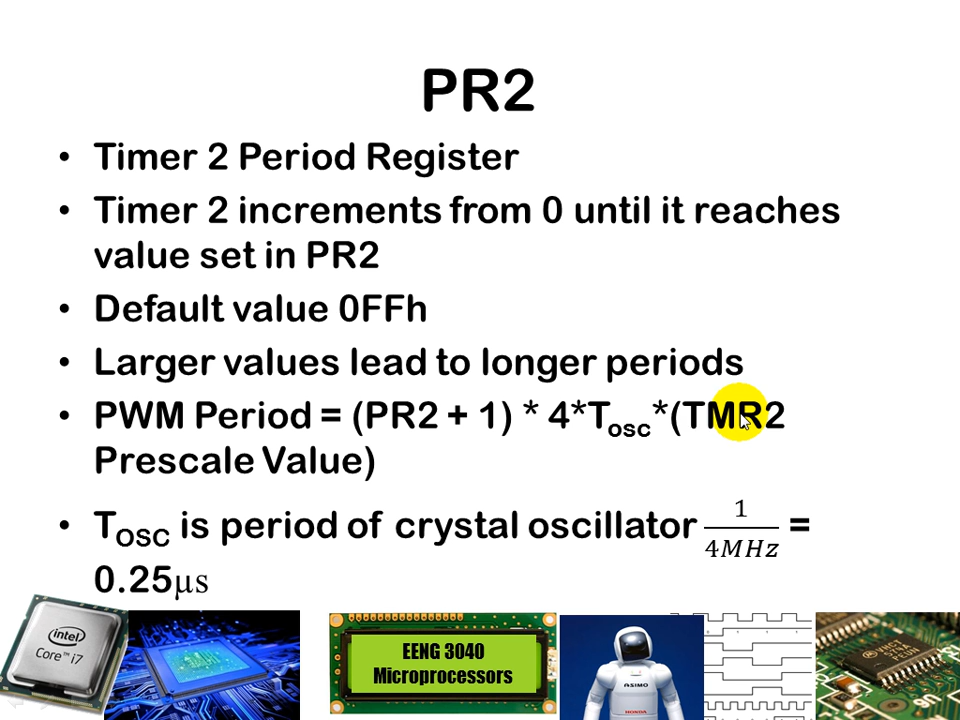 PR2
• Timer 2 Period Register
• Timer 2 increments from 0 until it reaches
value set in PR2
• Default value 0FFh
• Larger values lead to longer periods
• PWM Period = (PR2 + 1) * 4*Tosc*(TMR2
Prescale Value)
• TOSC is period of crystal oscillator 1/4MHz =
0.25µs
intel
Core™ i7
EENG 3040
Microprocessors
ASIMO
HONDA